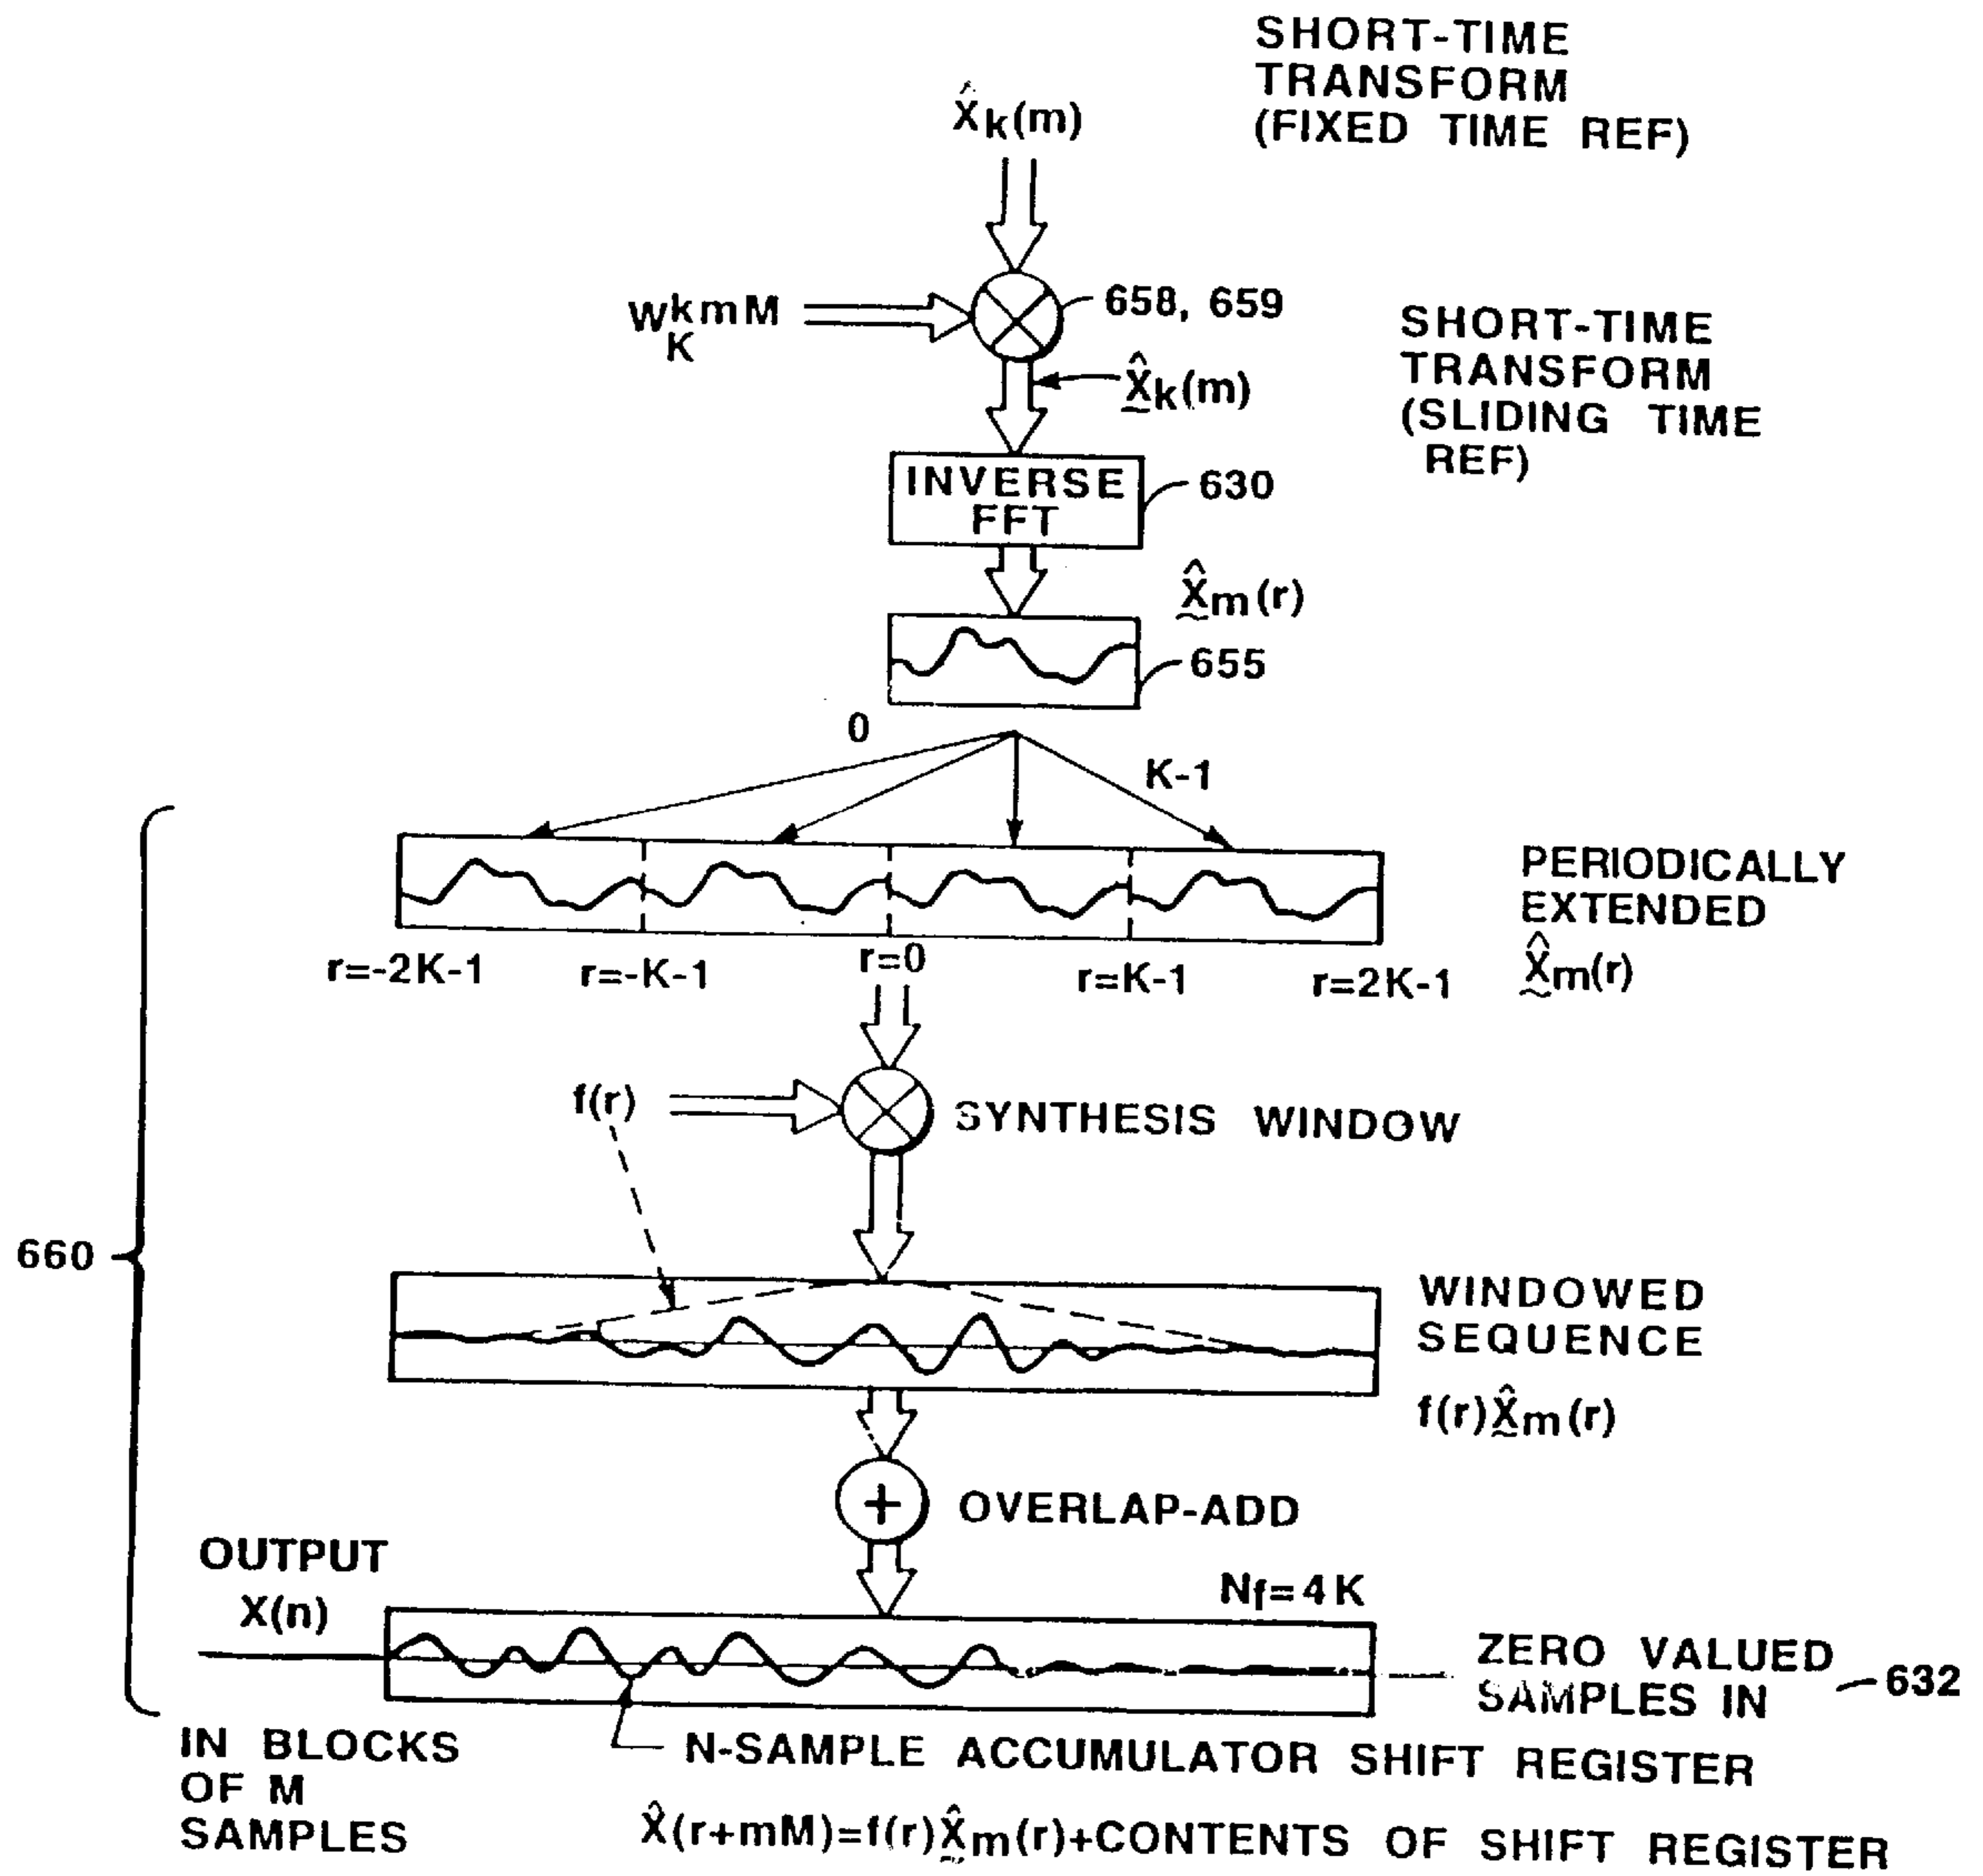 SHORT-TIME
TRANSFORM
(FIXED TIME REF)
X̂k(m)
W_K^kmM
658, 659
X̲̂k(m)
SHORT-TIME
TRANSFORM
(SLIDING TIME
REF)
INVERSE
FFT
630
X̰̂m(r)
655
0
K-1
PERIODICALLY
EXTENDED
X̰̂m(r)
r=-2K-1
r=-K-1
r=0
r=K-1
r=2K-1
f(r)
SYNTHESIS WINDOW
660
WINDOWED
SEQUENCE
f(r)X̰̂m(r)
OVERLAP-ADD
OUTPUT
X(n)
Nf=4K
ZERO VALUED
SAMPLES IN
632
IN BLOCKS
OF M
SAMPLES
N-SAMPLE ACCUMULATOR SHIFT REGISTER
X̂(r+mM)=f(r)X̰̂m(r)+CONTENTS OF SHIFT REGISTER